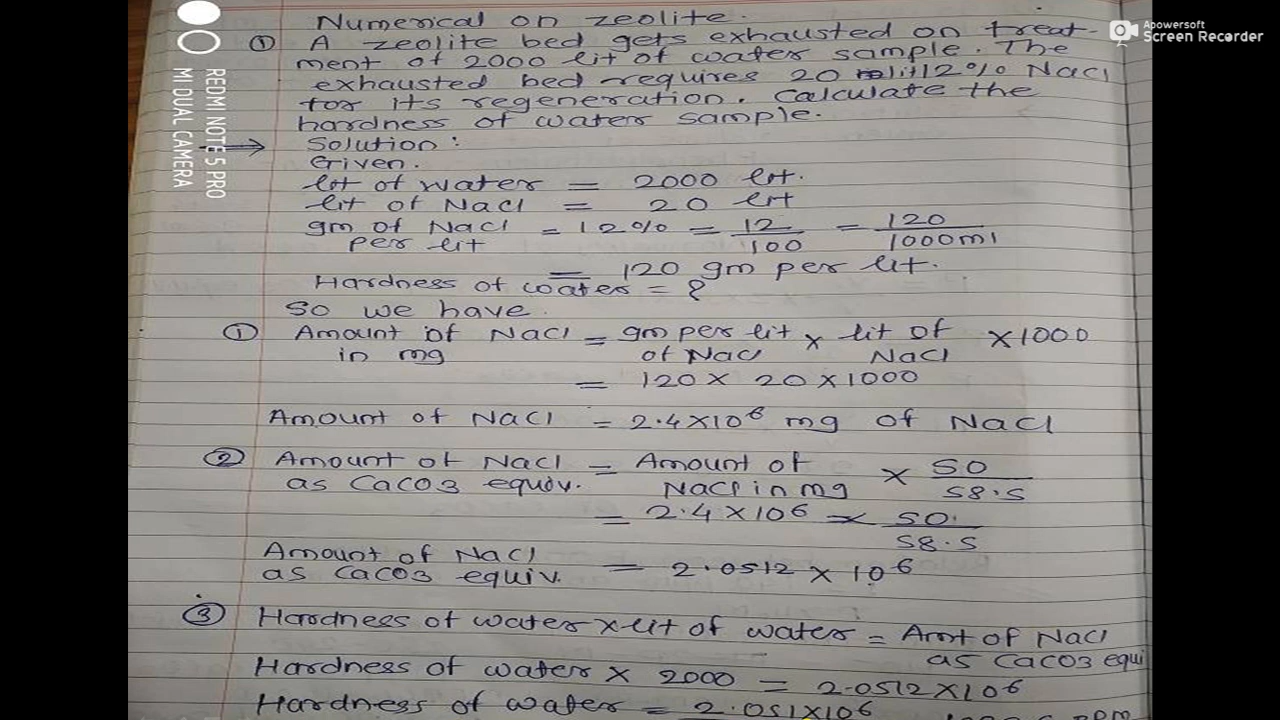 Numerical on zeolite.
① A zeolite bed gets exhausted on treat-
ment of 2000 lit of water sample. The
exhausted bed requires 20 lit 12% NaCl
for its regeneration. Calculate the
hardness of water sample.
→ Solution :
Given.
lit of water = 2000 lit.
lit of NaCl = 20 lit
gm of NaCl per lit = 12% = 12/100 = 120/1000ml
= 120 gm per lit.
Hardness of water = ?
So we have
① Amount of NaCl in mg = gm per lit of NaCl × lit of NaCl × 1000
= 120 × 20 × 1000
Amount of NaCl = 2.4×10⁶ mg of NaCl
② Amount of NaCl as CaCO3 equiv. = Amount of NaCl in mg × 50/58.5
= 2.4×10⁶ × 50/58.5
Amount of NaCl as CaCO3 equiv. = 2.0512 × 10⁶
③ Hardness of water × lit of water = Amt of NaCl as CaCO3 equi
Hardness of water × 2000 = 2.0512×10⁶
Hardness of water = 2.051×10⁶ ppm
REDMI NOTE 5 PRO
MI DUAL CAMERA
Apowersoft
Screen Recorder